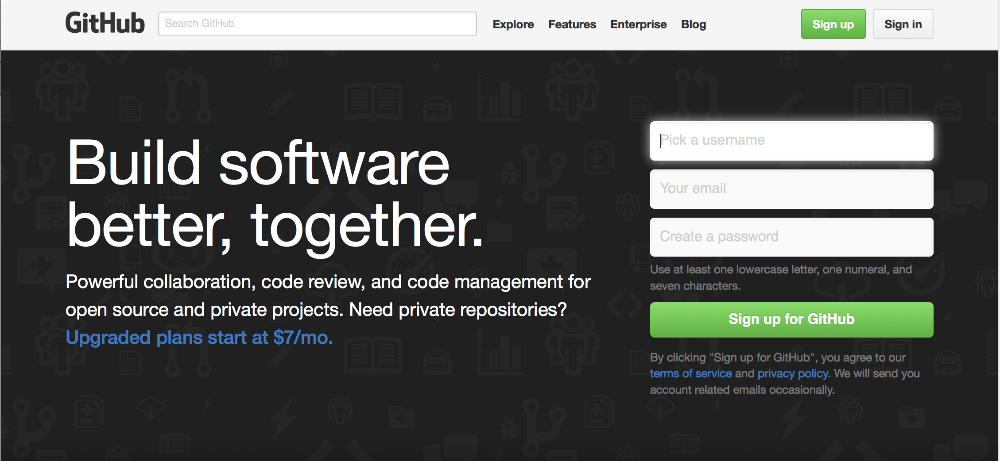 GitHub
Search GitHub
Explore Features Enterprise Blog
Sign up
Sign in
Build software
better, together.
Powerful collaboration, code review, and code management for
open source and private projects. Need private repositories?
Upgraded plans start at $7/mo.
Pick a username
Your email
Create a password
Use at least one lowercase letter, one numeral, and
seven characters.
Sign up for GitHub
By clicking "Sign up for GitHub", you agree to our
terms of service and privacy policy. We will send you
account related emails occasionally.